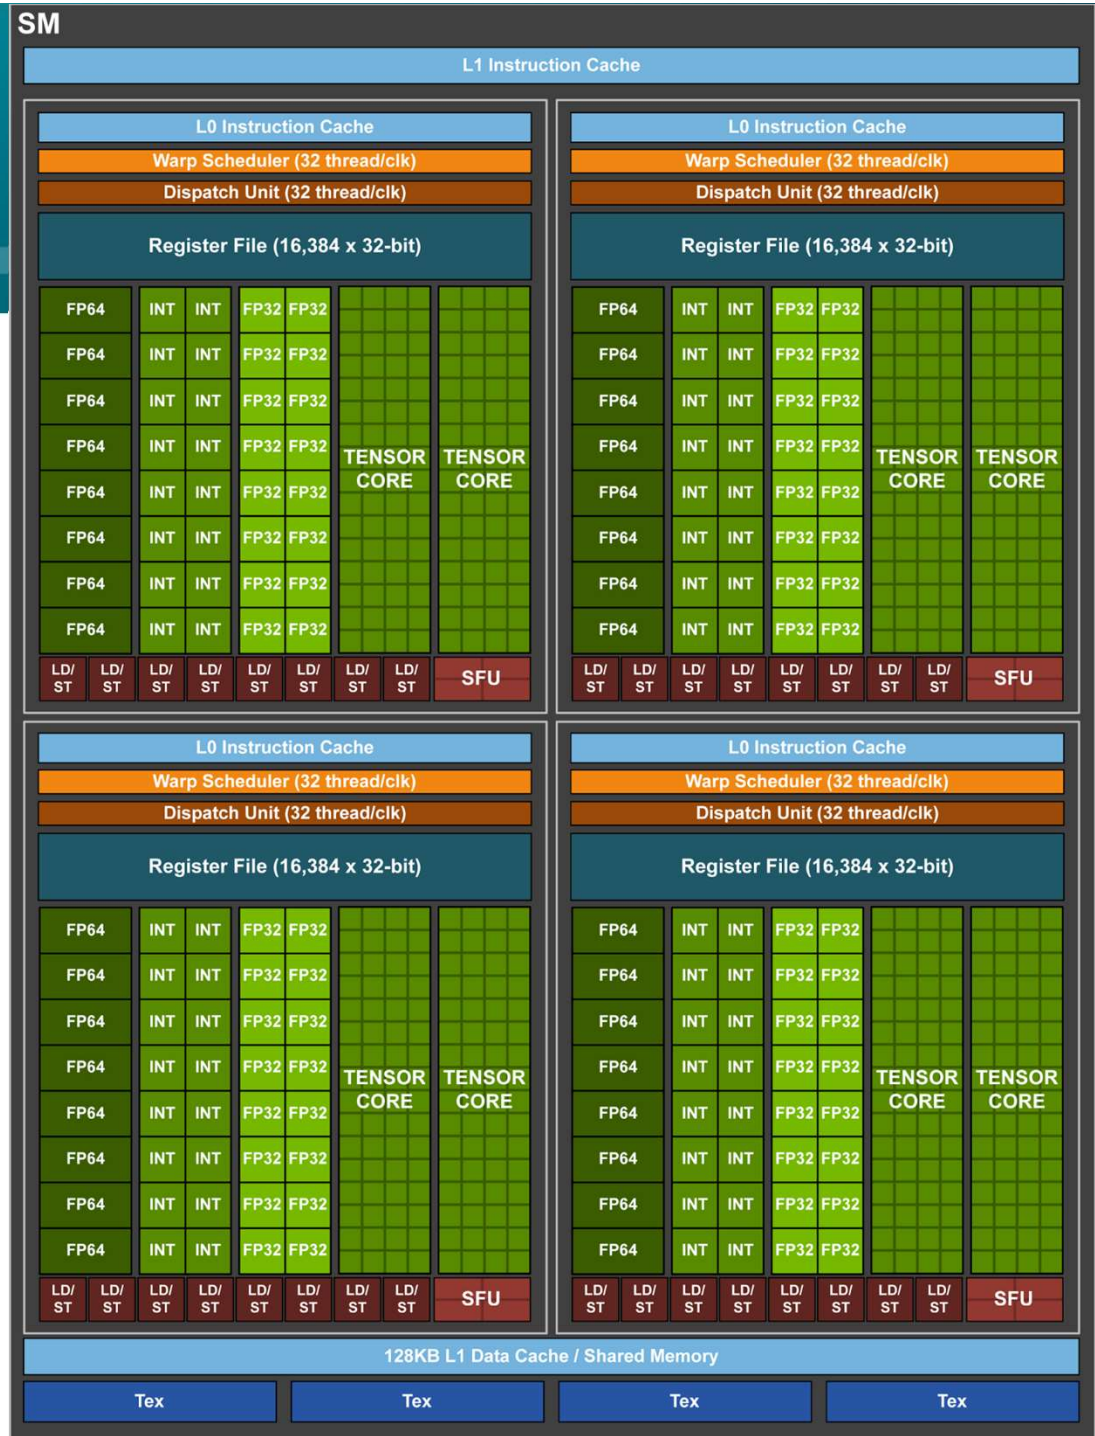 SM
L1 Instruction Cache
L0 Instruction Cache
Warp Scheduler (32 thread/clk)
Dispatch Unit (32 thread/clk)
Register File (16,384 x 32-bit)
FP64 INT INT FP32 FP32
FP64 INT INT FP32 FP32
FP64 INT INT FP32 FP32
FP64 INT INT FP32 FP32 TENSOR TENSOR
FP64 INT INT FP32 FP32 CORE CORE
FP64 INT INT FP32 FP32
FP64 INT INT FP32 FP32
FP64 INT INT FP32 FP32
LD/ LD/ LD/ LD/ LD/ LD/ LD/ LD/ SFU
ST ST ST ST ST ST ST ST
L0 Instruction Cache
Warp Scheduler (32 thread/clk)
Dispatch Unit (32 thread/clk)
Register File (16,384 x 32-bit)
FP64 INT INT FP32 FP32
FP64 INT INT FP32 FP32
FP64 INT INT FP32 FP32
FP64 INT INT FP32 FP32 TENSOR TENSOR
FP64 INT INT FP32 FP32 CORE CORE
FP64 INT INT FP32 FP32
FP64 INT INT FP32 FP32
FP64 INT INT FP32 FP32
LD/ LD/ LD/ LD/ LD/ LD/ LD/ LD/ SFU
ST ST ST ST ST ST ST ST
L0 Instruction Cache
Warp Scheduler (32 thread/clk)
Dispatch Unit (32 thread/clk)
Register File (16,384 x 32-bit)
FP64 INT INT FP32 FP32
FP64 INT INT FP32 FP32
FP64 INT INT FP32 FP32
FP64 INT INT FP32 FP32 TENSOR TENSOR
FP64 INT INT FP32 FP32 CORE CORE
FP64 INT INT FP32 FP32
FP64 INT INT FP32 FP32
FP64 INT INT FP32 FP32
LD/ LD/ LD/ LD/ LD/ LD/ LD/ LD/ SFU
ST ST ST ST ST ST ST ST
L0 Instruction Cache
Warp Scheduler (32 thread/clk)
Dispatch Unit (32 thread/clk)
Register File (16,384 x 32-bit)
FP64 INT INT FP32 FP32
FP64 INT INT FP32 FP32
FP64 INT INT FP32 FP32
FP64 INT INT FP32 FP32 TENSOR TENSOR
FP64 INT INT FP32 FP32 CORE CORE
FP64 INT INT FP32 FP32
FP64 INT INT FP32 FP32
FP64 INT INT FP32 FP32
LD/ LD/ LD/ LD/ LD/ LD/ LD/ LD/ SFU
ST ST ST ST ST ST ST ST
128KB L1 Data Cache / Shared Memory
Tex Tex Tex Tex